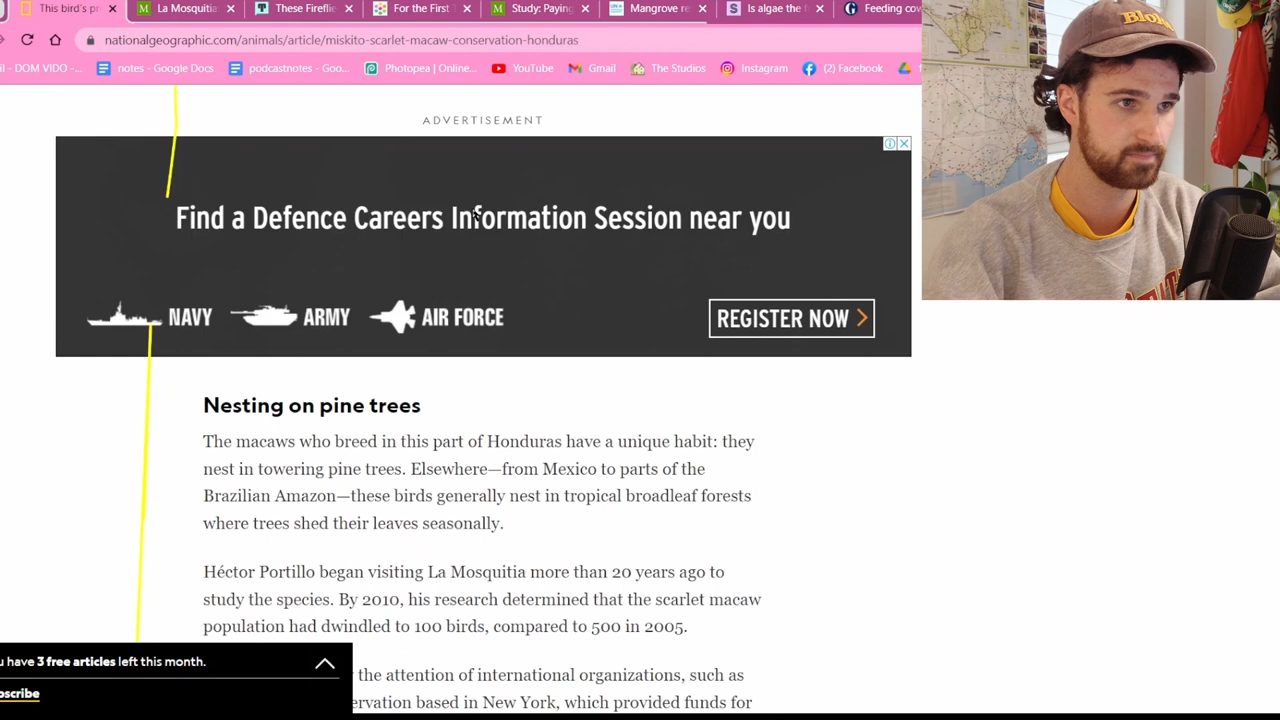 This bird's pr
La Mosquitia
These Fireflie
For the First
Study: Paying
Mangrove re
Is algae the f
Feeding cov
nationalgeographic.com/animals/article/miskito-scarlet-macaw-conservation-honduras
il - DOM VIDO -...
notes - Google Docs
podcastnotes - Goo...
Photopea | Online...
YouTube
Gmail
The Studios
Instagram
(2) Facebook
ADVERTISEMENT
Find a Defence Careers Information Session near you
NAVY
ARMY
AIR FORCE
REGISTER NOW
Nesting on pine trees
The macaws who breed in this part of Honduras have a unique habit: they
nest in towering pine trees. Elsewhere—from Mexico to parts of the
Brazilian Amazon—these birds generally nest in tropical broadleaf forests
where trees shed their leaves seasonally.
Héctor Portillo began visiting La Mosquitia more than 20 years ago to
study the species. By 2010, his research determined that the scarlet macaw
population had dwindled to 100 birds, compared to 500 in 2005.
the attention of international organizations, such as
ervation based in New York, which provided funds for
u have 3 free articles left this month.
bscribe